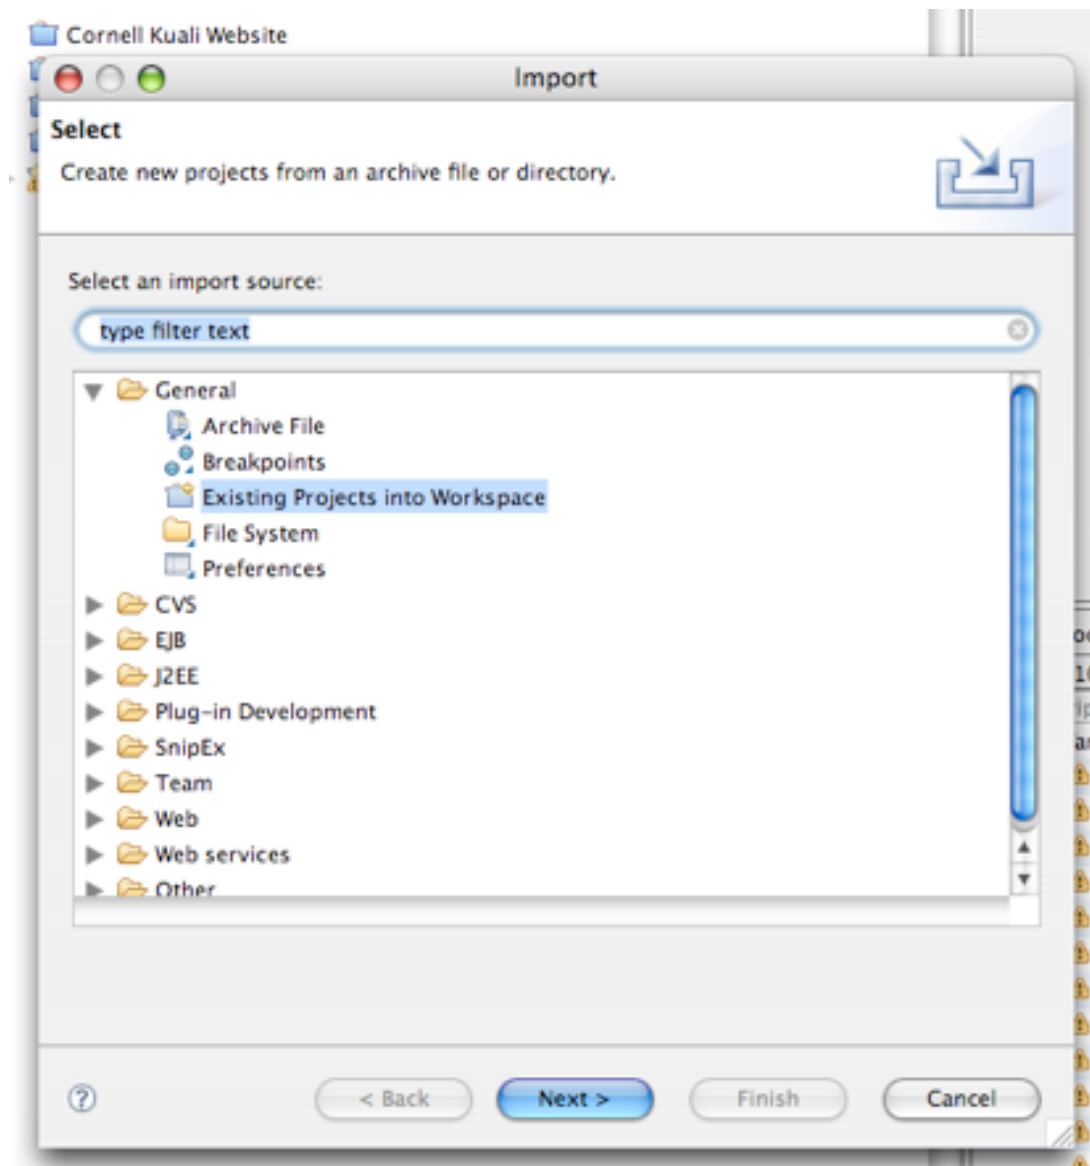 Cornell Kuali Website
Import
Select
Create new projects from an archive file or directory.
Select an import source:
type filter text
General
Archive File
Breakpoints
Existing Projects into Workspace
File System
Preferences
CVS
EJB
J2EE
Plug-in Development
SnipEx
Team
Web
Web services
Other
? < Back Next > Finish Cancel